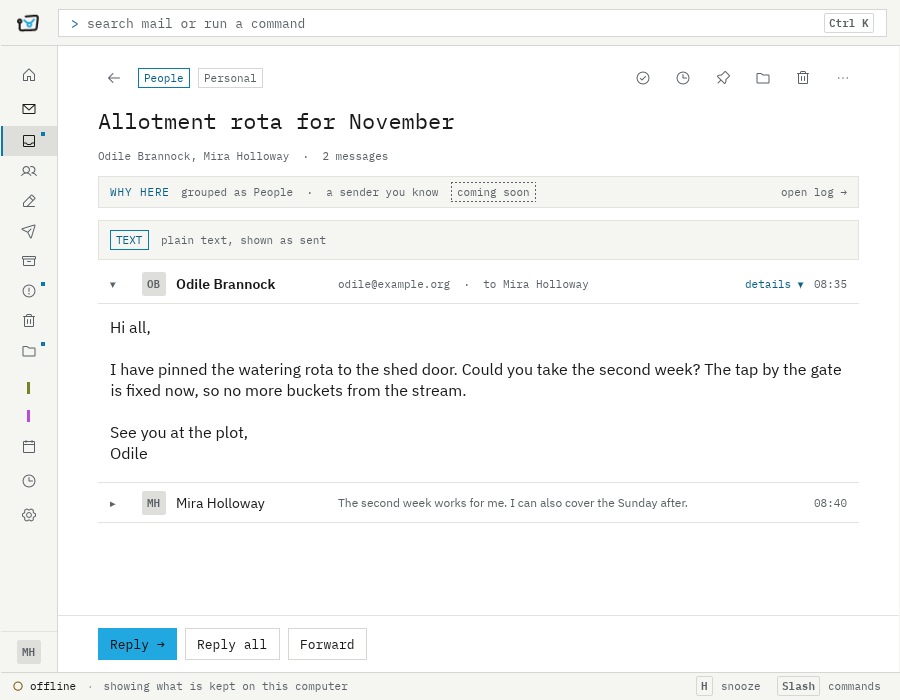 > search mail or run a command Ctrl K
People Personal
Allotment rota for November
Odile Brannock, Mira Holloway · 2 messages
WHY HERE grouped as People · a sender you know coming soon open log →
TEXT plain text, shown as sent
▾ OB Odile Brannock odile@example.org · to Mira Holloway details ▾ 08:35
Hi all,
I have pinned the watering rota to the shed door. Could you take the second week? The tap by the gate
is fixed now, so no more buckets from the stream.
See you at the plot,
Odile
▸ MH Mira Holloway The second week works for me. I can also cover the Sunday after. 08:40
Reply → Reply all Forward
MH
offline · showing what is kept on this computer H snooze Slash commands